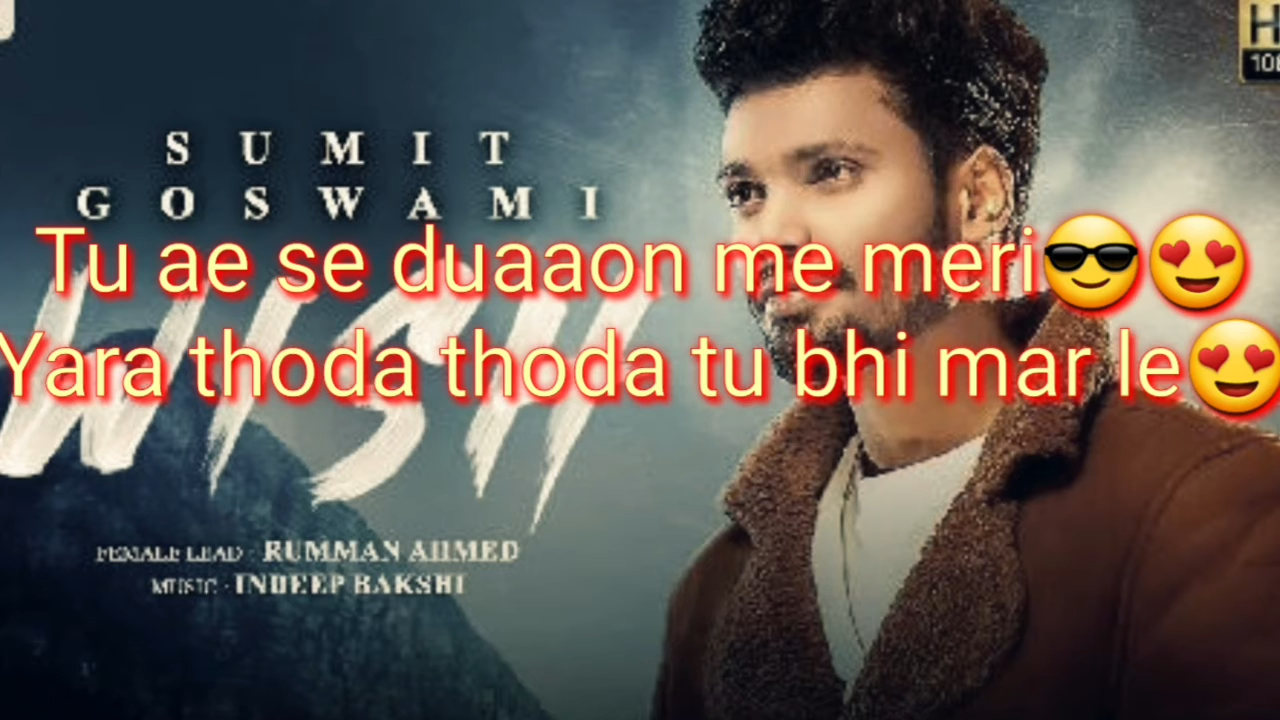 SUMIT
GOSWAMI
Tu ae se duaaon me meri😎😍
WISH
Yara thoda thoda tu bhi mar le😍
FEMALE LEAD - RUMMAN AHMED
MUSIC - INDEEP BAKSHI